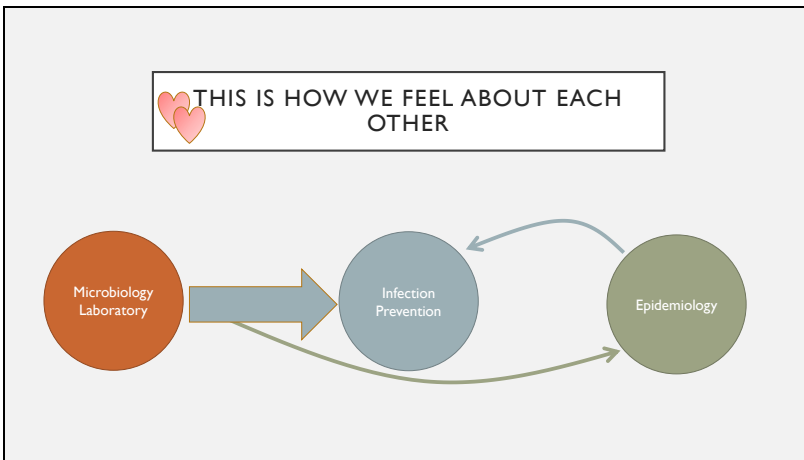 THIS IS HOW WE FEEL ABOUT EACH
OTHER
Microbiology
Laboratory
Infection
Prevention
Epidemiology